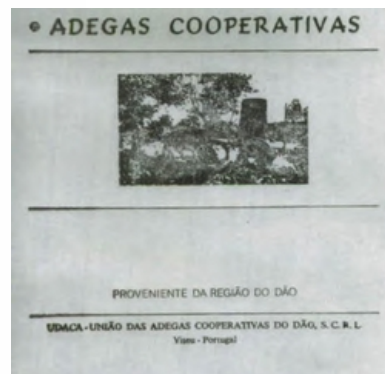 ADEGAS COOPERATIVAS
PROVENIENTE DA REGIÃO DO DÃO
UDACA - UNIÃO DAS ADEGAS COOPERATIVAS DO DÃO, S. C. R. L.
Viseu - Portugal